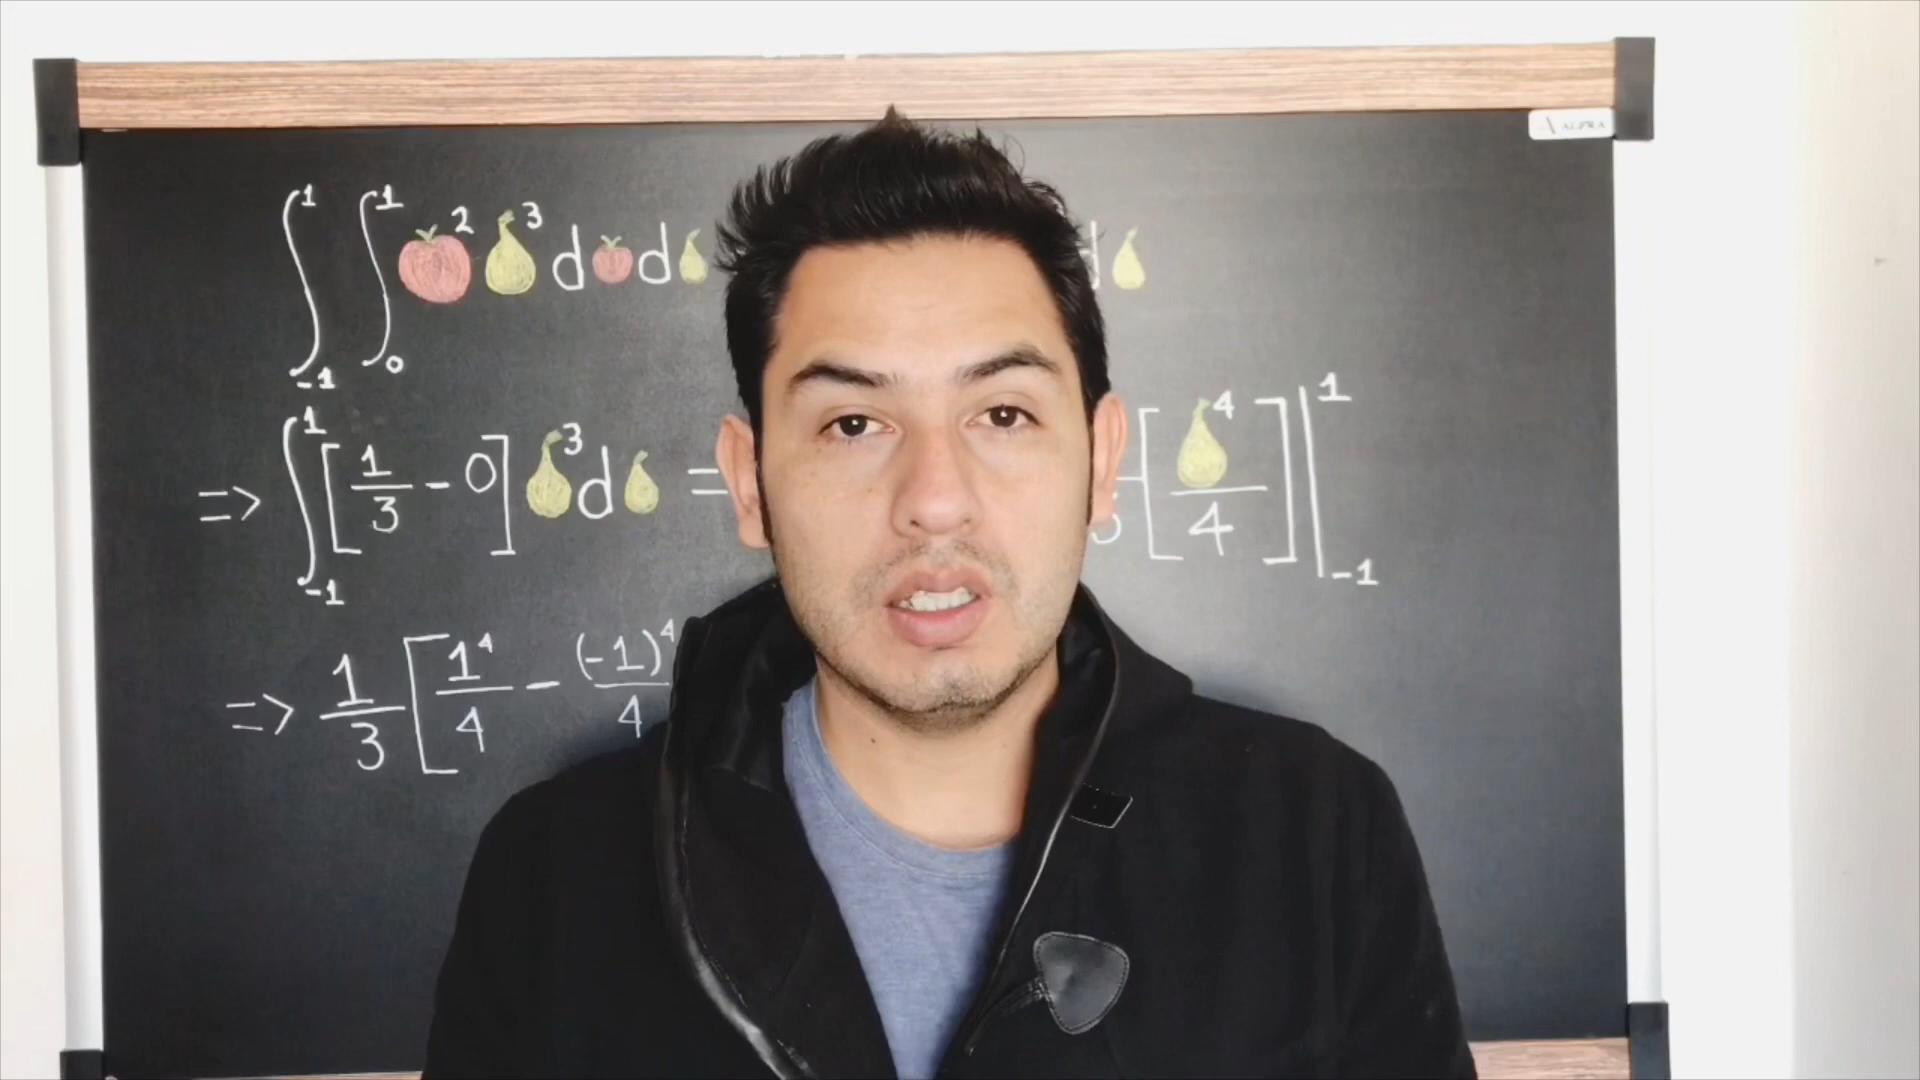 ALPHA
∫₋₁¹ ∫₀¹ 🍎² 🍐³ d🍎 d🍐 d🍐
=> ∫₋₁¹ [1/3 - 0] 🍐³ d🍐 = [🍐⁴/4] |₋₁¹
=> 1/3 [1⁴/4 - (-1)⁴/4